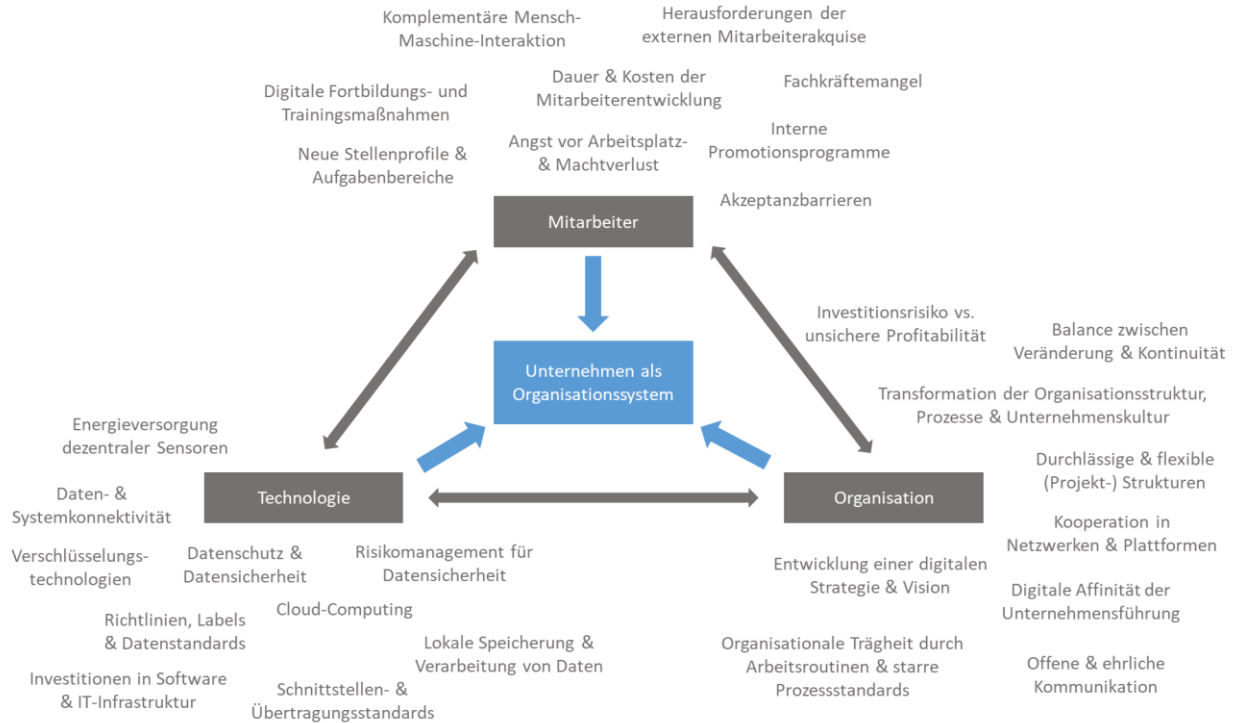 Komplementäre Mensch-
Maschine-Interaktion
Herausforderungen der
externen Mitarbeiterakquise
Digitale Fortbildungs- und
Trainingsmaßnahmen
Dauer & Kosten der
Mitarbeiterentwicklung
Fachkräftemangel
Neue Stellenprofile &
Aufgabenbereiche
Angst vor Arbeitsplatz-
& Machtverlust
Interne
Promotionsprogramme
Akzeptanzbarrieren
Mitarbeiter
Investitionsrisiko vs.
unsichere Profitabilität
Balance zwischen
Veränderung & Kontinuität
Unternehmen als
Organisationssystem
Transformation der Organisationsstruktur,
Prozesse & Unternehmenskultur
Energieversorgung
dezentraler Sensoren
Durchlässige & flexible
(Projekt-) Strukturen
Technologie
Organisation
Daten- &
Systemkonnektivität
Kooperation in
Netzwerken & Plattformen
Verschlüsselungs-
technologien
Datenschutz &
Datensicherheit
Risikomanagement für
Datensicherheit
Entwicklung einer digitalen
Strategie & Vision
Digitale Affinität der
Unternehmensführung
Cloud-Computing
Richtlinien, Labels
& Datenstandards
Lokale Speicherung &
Verarbeitung von Daten
Organisationale Trägheit durch
Arbeitsroutinen & starre
Prozessstandards
Offene & ehrliche
Kommunikation
Investitionen in Software
& IT-Infrastruktur
Schnittstellen- &
Übertragungsstandards